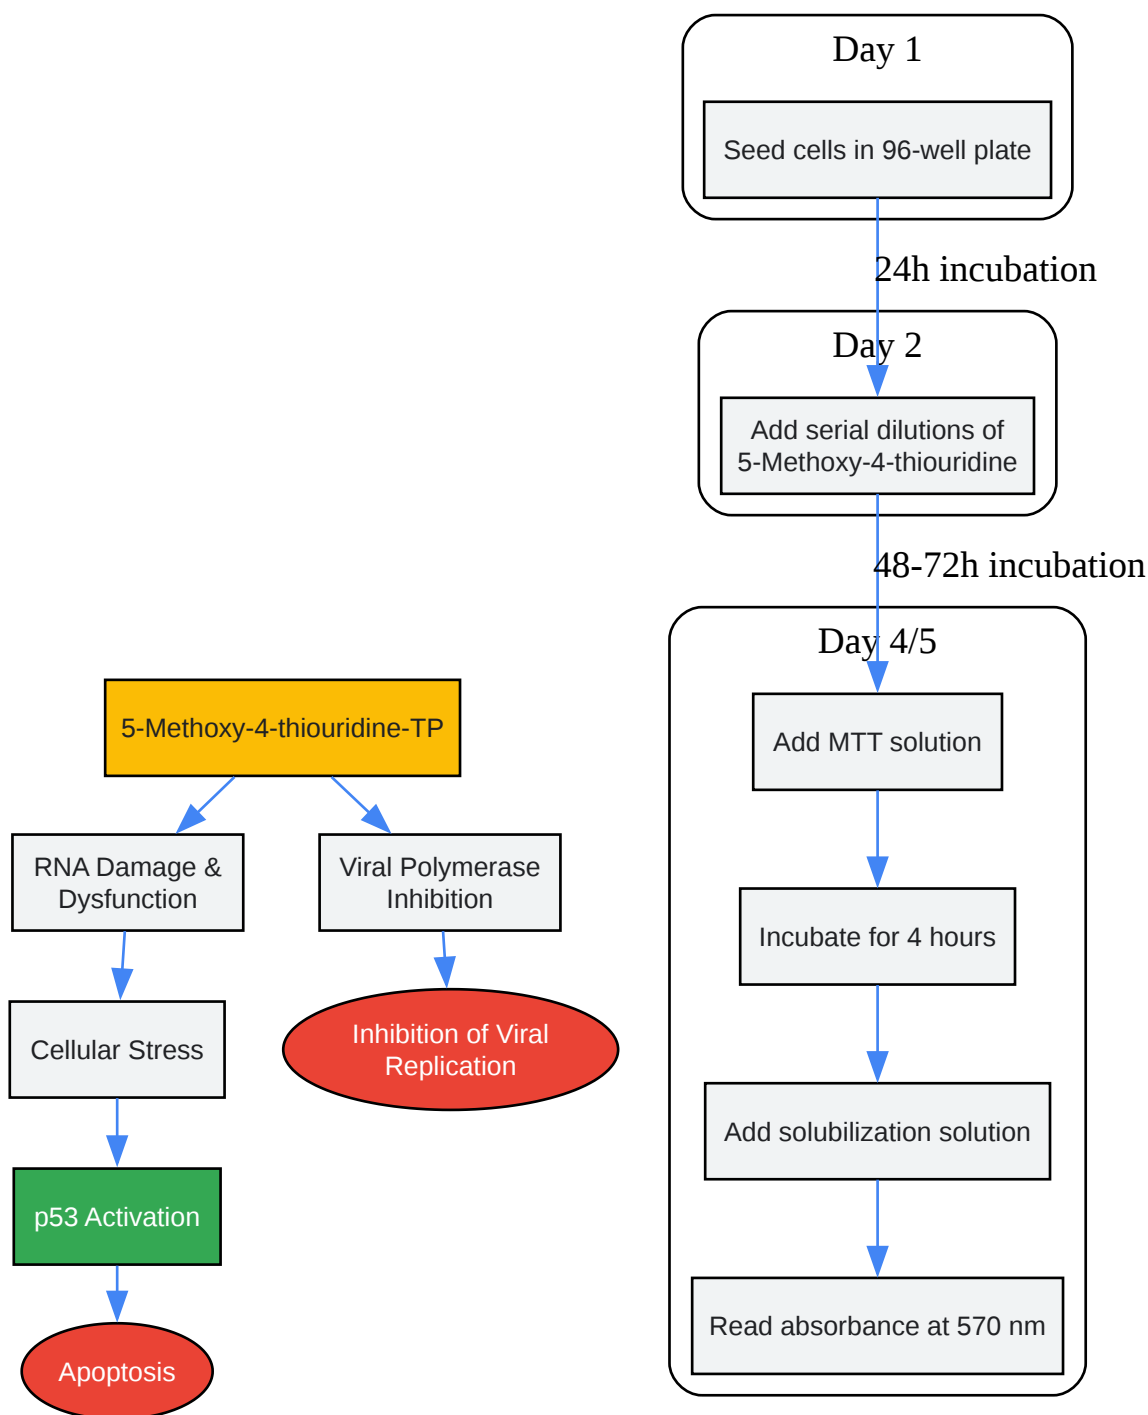 Day 1
Seed cells in 96-well plate
24h incubation
Day 2
Add serial dilutions of
5-Methoxy-4-thiouridine
48-72h incubation
Day 4/5
Add MTT solution
Incubate for 4 hours
Add solubilization solution
Read absorbance at 570 nm
5-Methoxy-4-thiouridine-TP
RNA Damage &
Dysfunction
Viral Polymerase
Inhibition
Cellular Stress
Inhibition of Viral
Replication
p53 Activation
Apoptosis